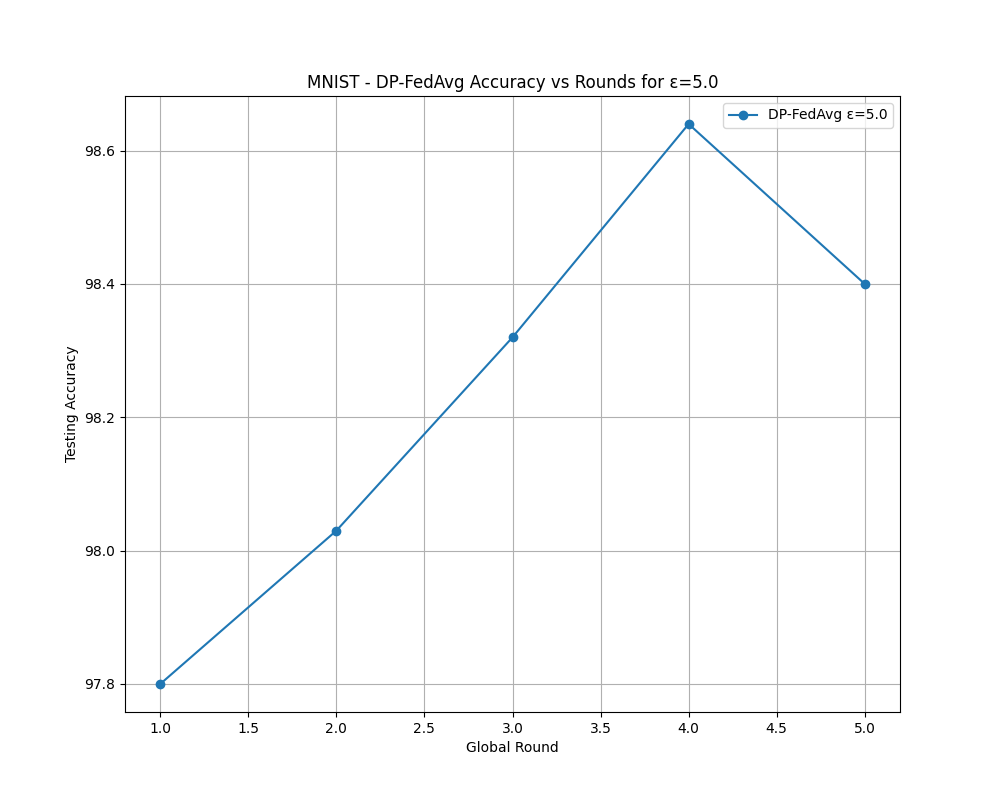 MNIST - DP-FedAvg Accuracy vs Rounds for ε=5.0
DP-FedAvg ε=5.0
Testing Accuracy
98.6
98.4
98.2
98.0
97.8
1.0 1.5 2.0 2.5 3.0 3.5 4.0 4.5 5.0
Global Round